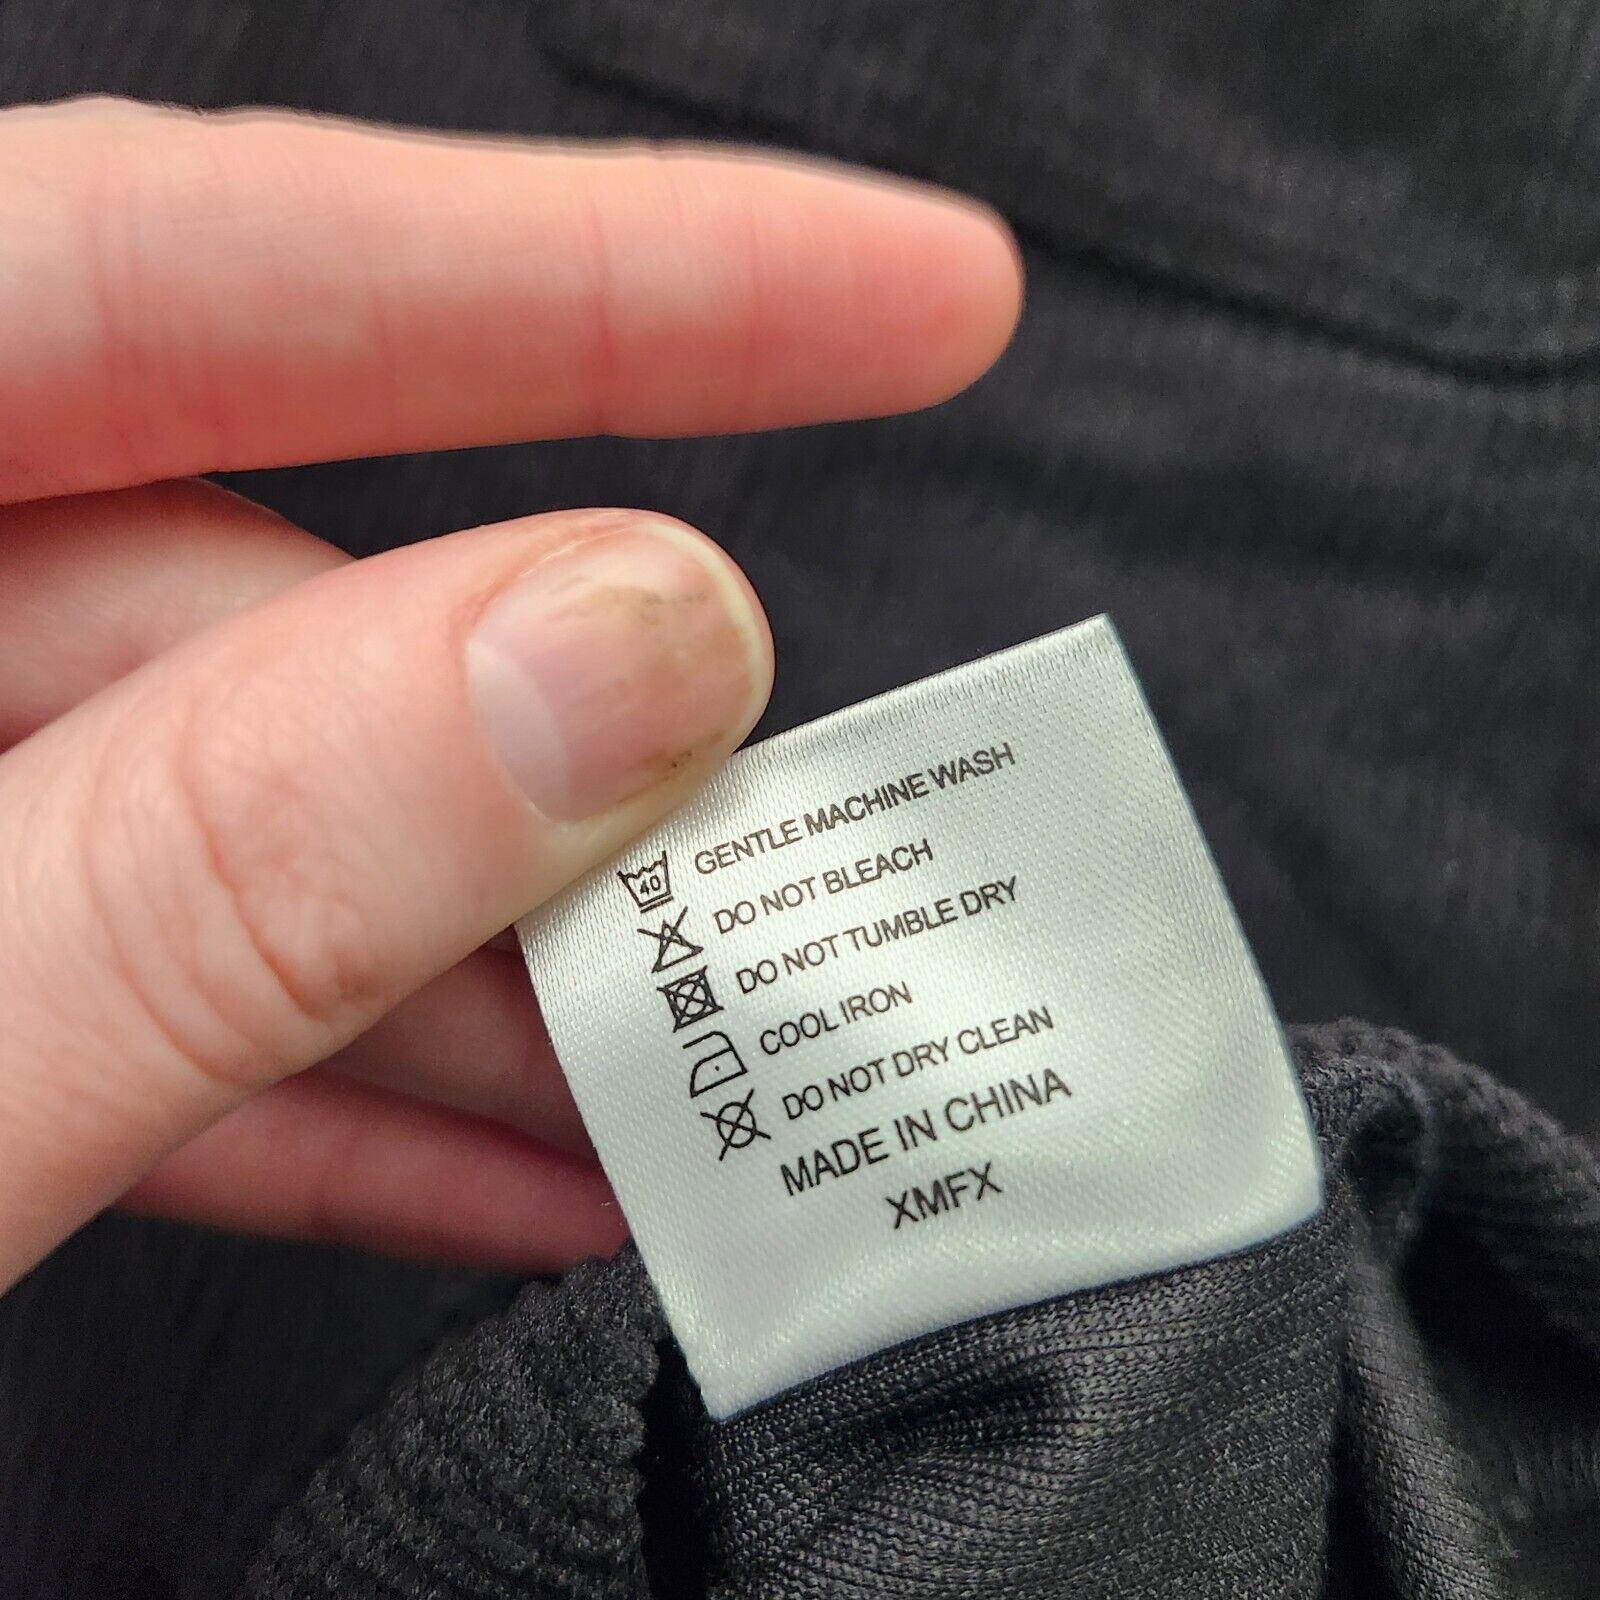 40 GENTLE MACHINE WASH
DO NOT BLEACH
DO NOT TUMBLE DRY
COOL IRON
DO NOT DRY CLEAN
MADE IN CHINA
XMFX